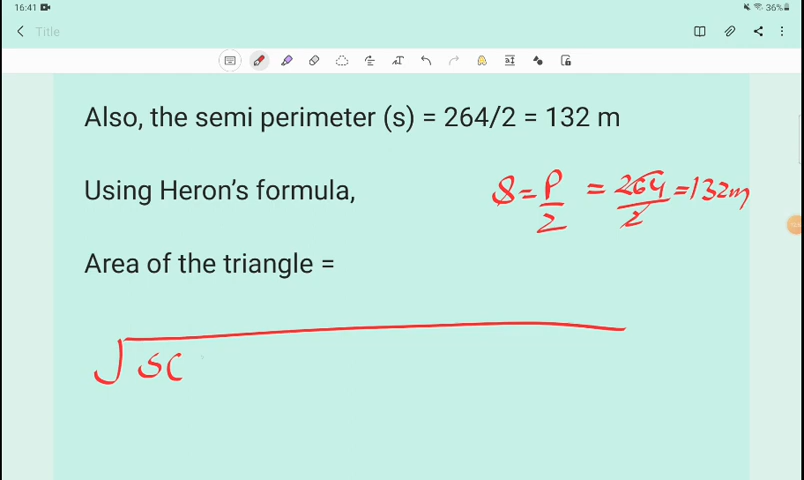 16:41
36%
Title
Also, the semi perimeter (s) = 264/2 = 132 m
Using Heron's formula,
S = P/2 = 264/2 = 132m
Area of the triangle =
√s(